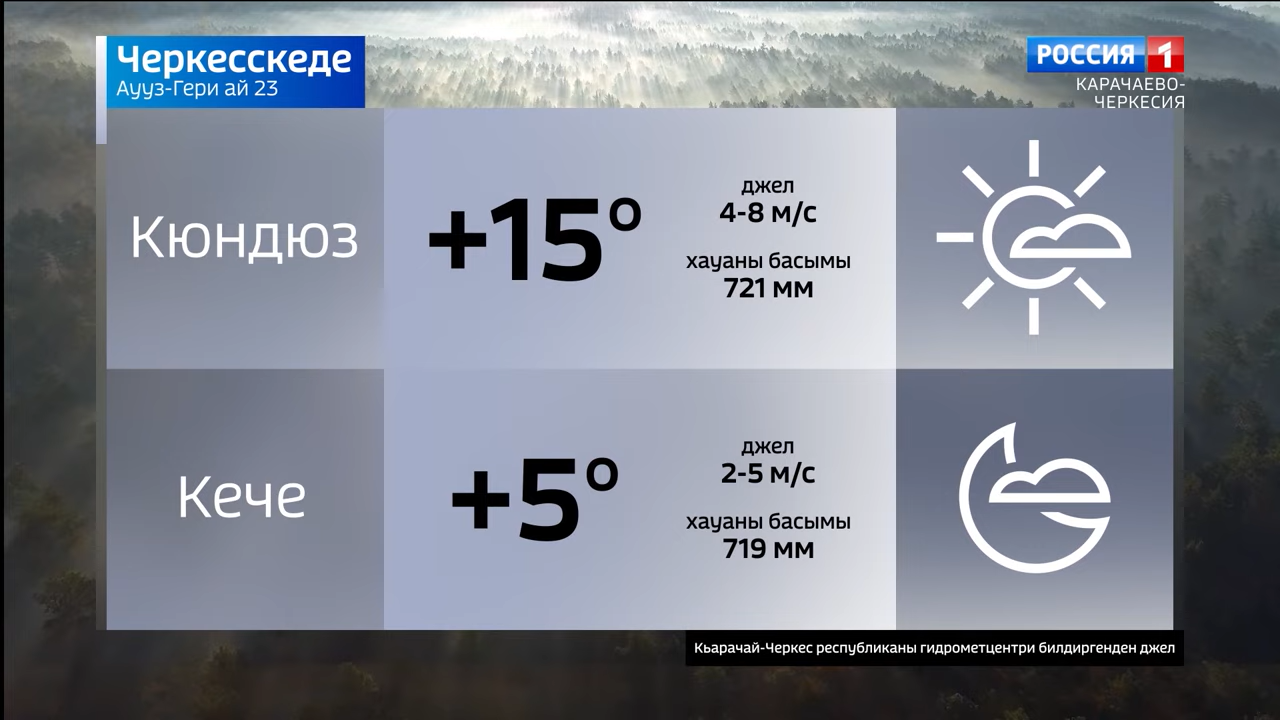 Черкесскеде
Аууз-Гери ай 23
РОССИЯ 1
КАРАЧАЕВО-
ЧЕРКЕСИЯ
Кюндюз
+15°
джел
4-8 м/с
хауаны басымы
721 мм
Кече
+5°
джел
2-5 м/с
хауаны басымы
719 мм
Кьарачай-Черкес республиканы гидрометцентри билдиргенден джел